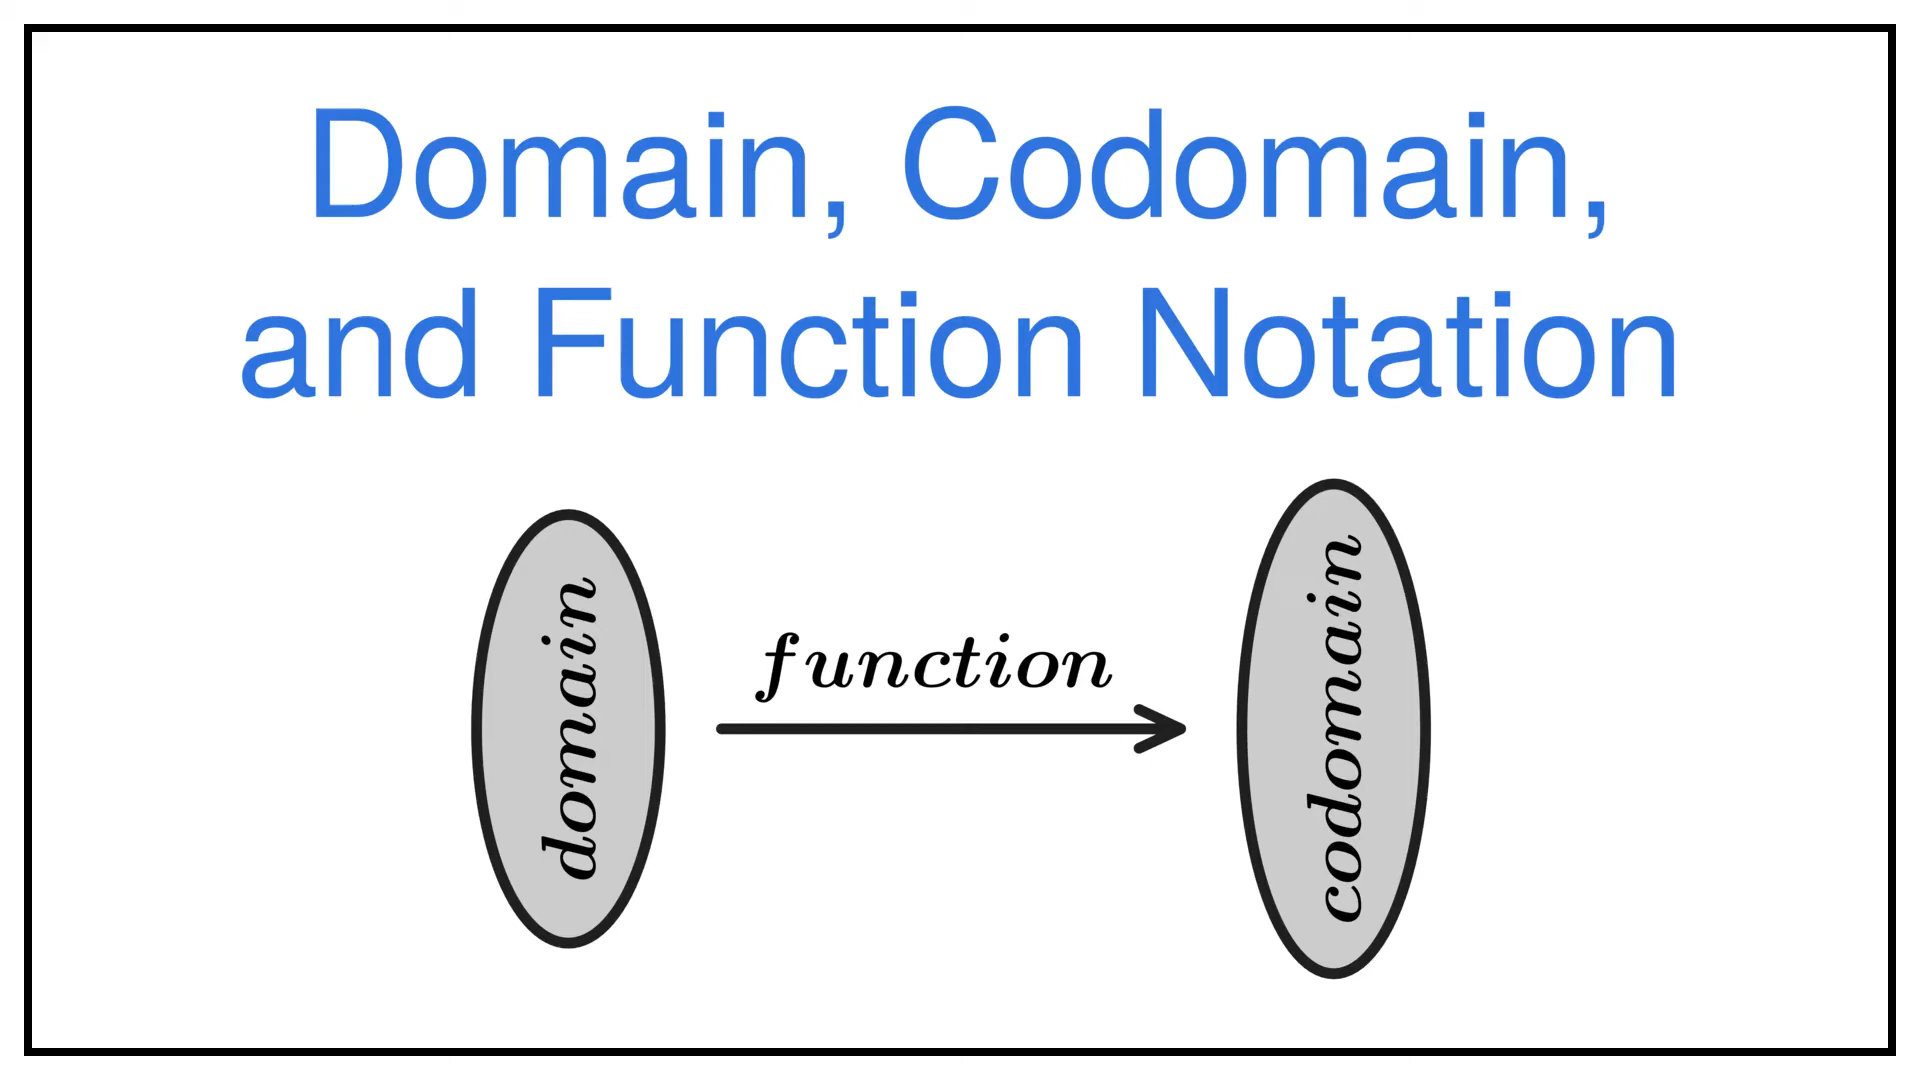 Domain, Codomain,
and Function Notation
domain
function
codomain